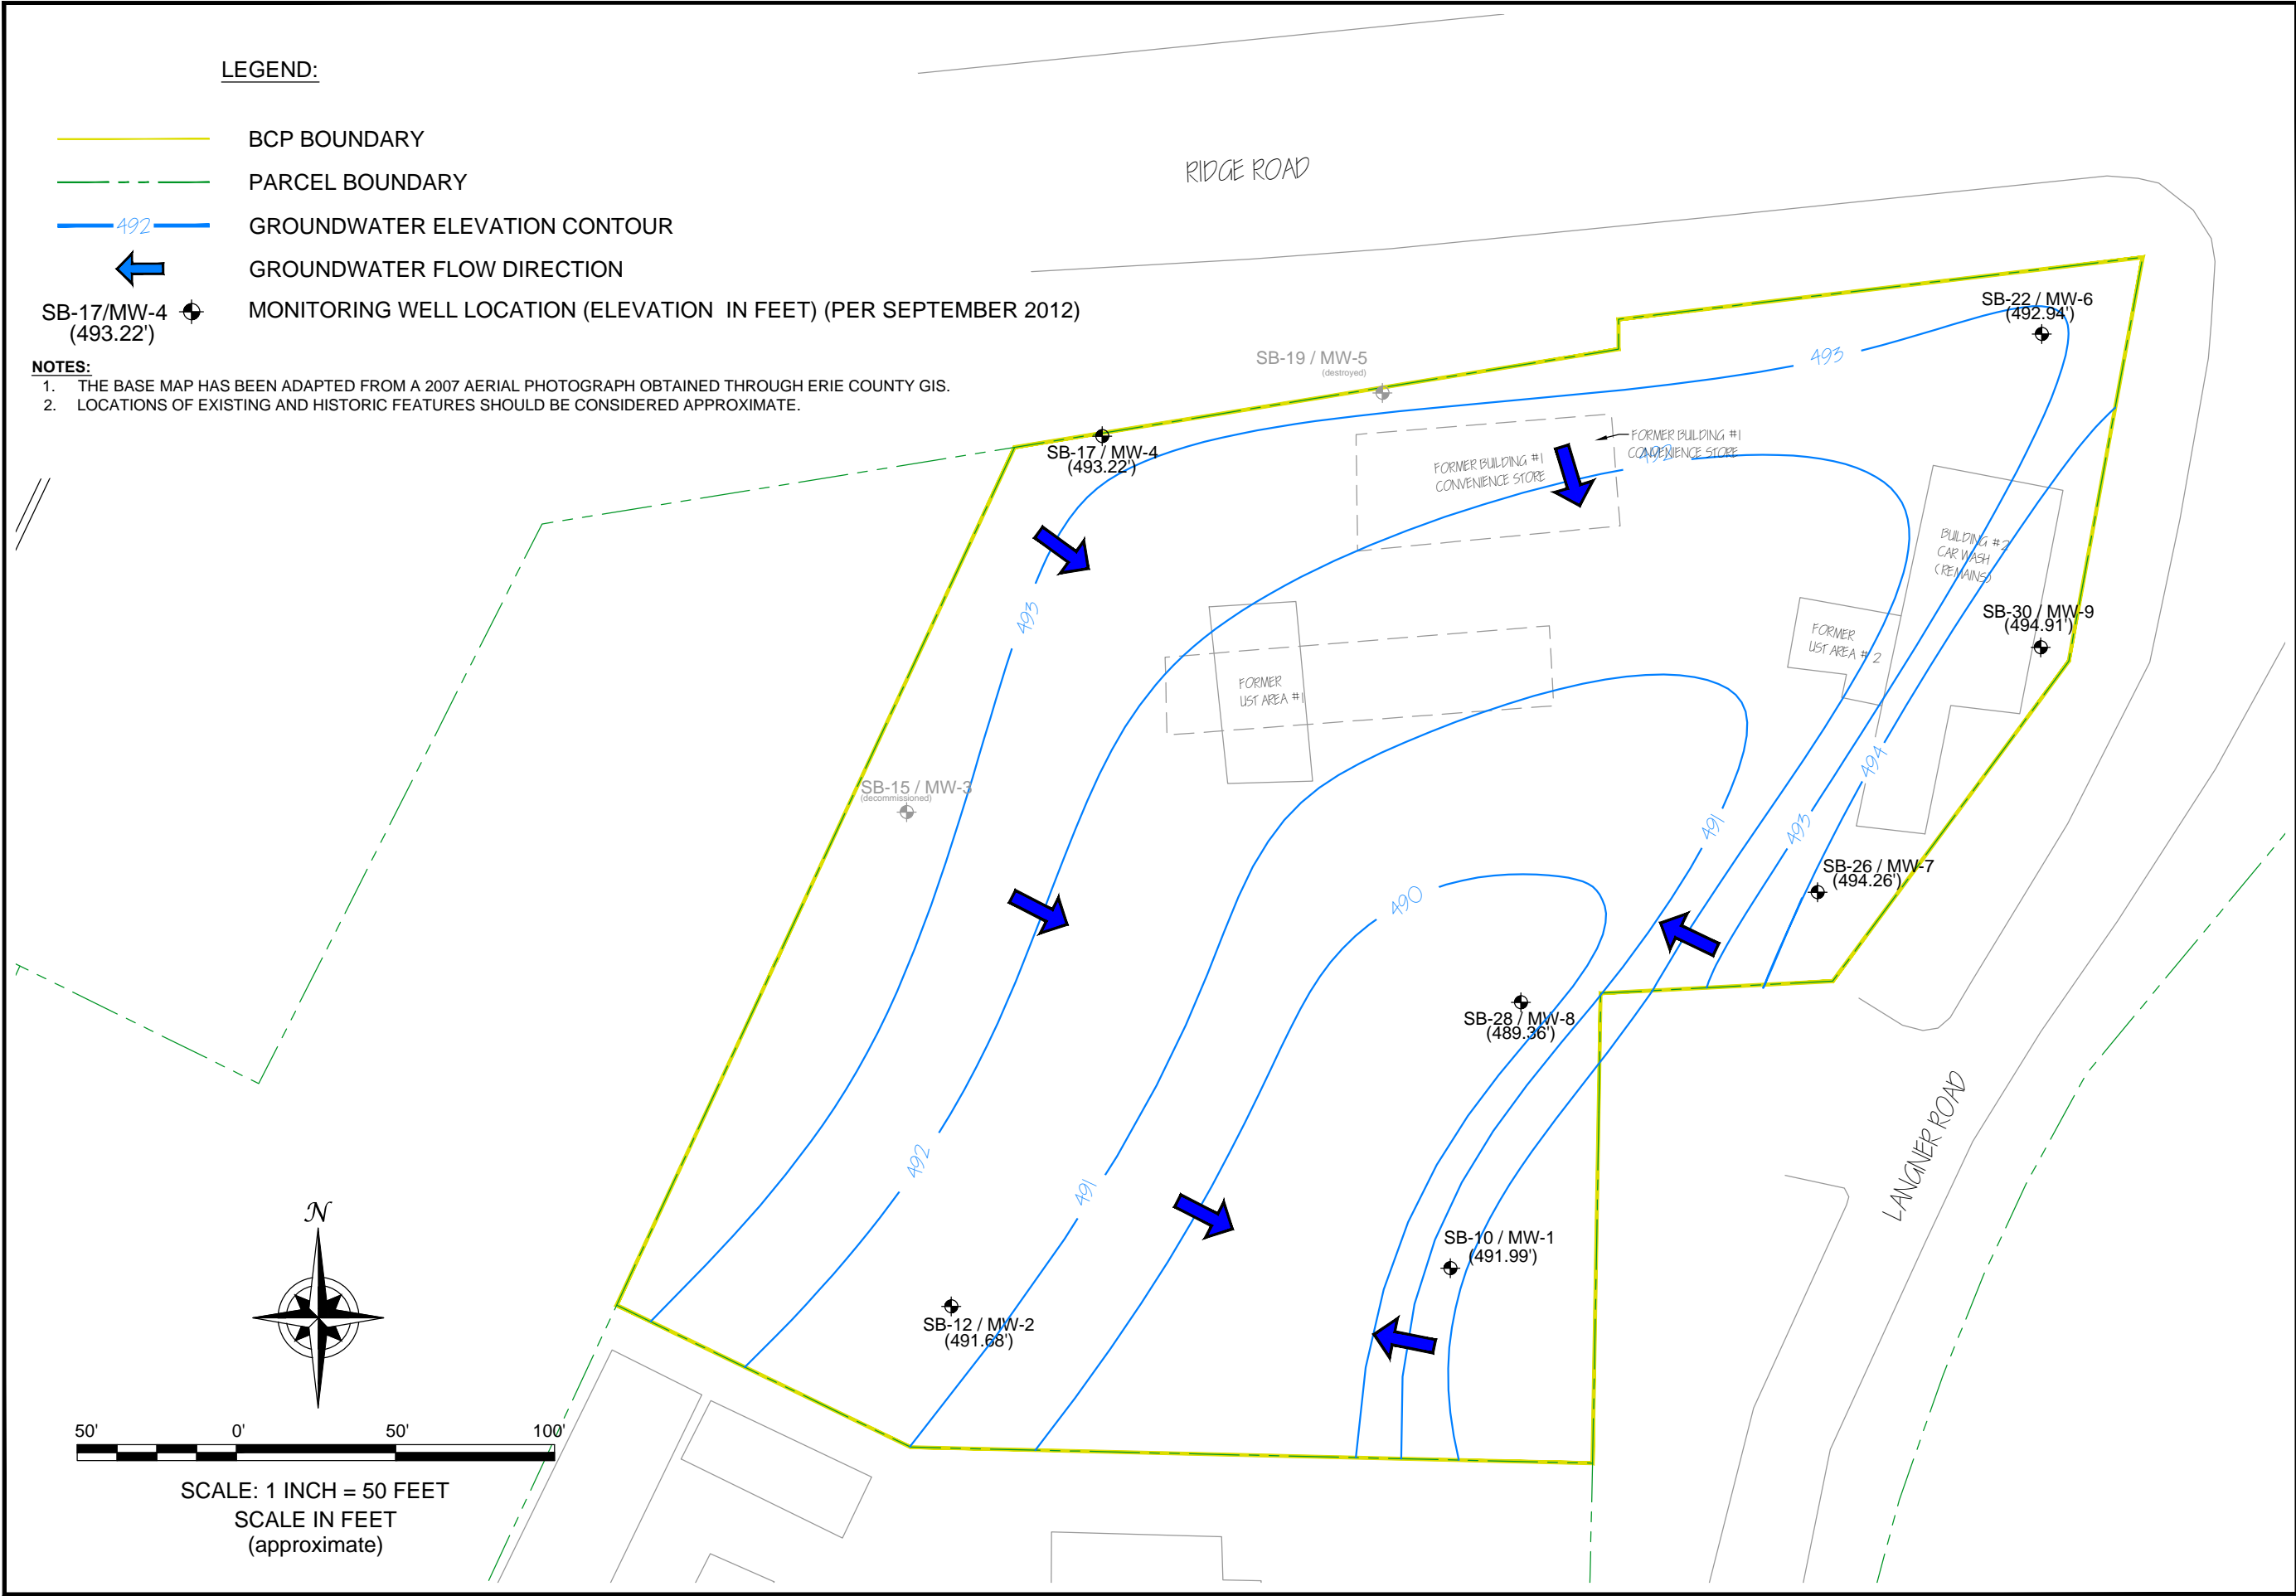 LEGEND:
BCP BOUNDARY
PARCEL BOUNDARY
492
GROUNDWATER ELEVATION CONTOUR
GROUNDWATER FLOW DIRECTION
SB-17/MW-4
(493.22')
MONITORING WELL LOCATION (ELEVATION IN FEET) (PER SEPTEMBER 2012)
NOTES:
1. THE BASE MAP HAS BEEN ADAPTED FROM A 2007 AERIAL PHOTOGRAPH OBTAINED THROUGH ERIE COUNTY GIS.
2. LOCATIONS OF EXISTING AND HISTORIC FEATURES SHOULD BE CONSIDERED APPROXIMATE.
RIDGE ROAD
SB-22 / MW-6
(492.94')
SB-19 / MW-5
(destroyed)
493
SB-17 / MW-4
(493.22')
FORMER BUILDING #1
CONVENIENCE STORE
492
FORMER BUILDING #1
CONVENIENCE STORE
BUILDING #2
CAR WASH
(REMAINS)
493
SB-30 / MW-9
(494.91')
FORMER
UST AREA # 2
FORMER
UST AREA #1
SB-15 / MW-3
(decommissioned)
494
491
493
SB-26 / MW-7
(494.26')
490
SB-28 / MW-8
(489.36')
LANGNER ROAD
492
491
SB-10 / MW-1
(491.99')
SB-12 / MW-2
(491.68')
N
50' 0' 50' 100'
SCALE: 1 INCH = 50 FEET
SCALE IN FEET
(approximate)